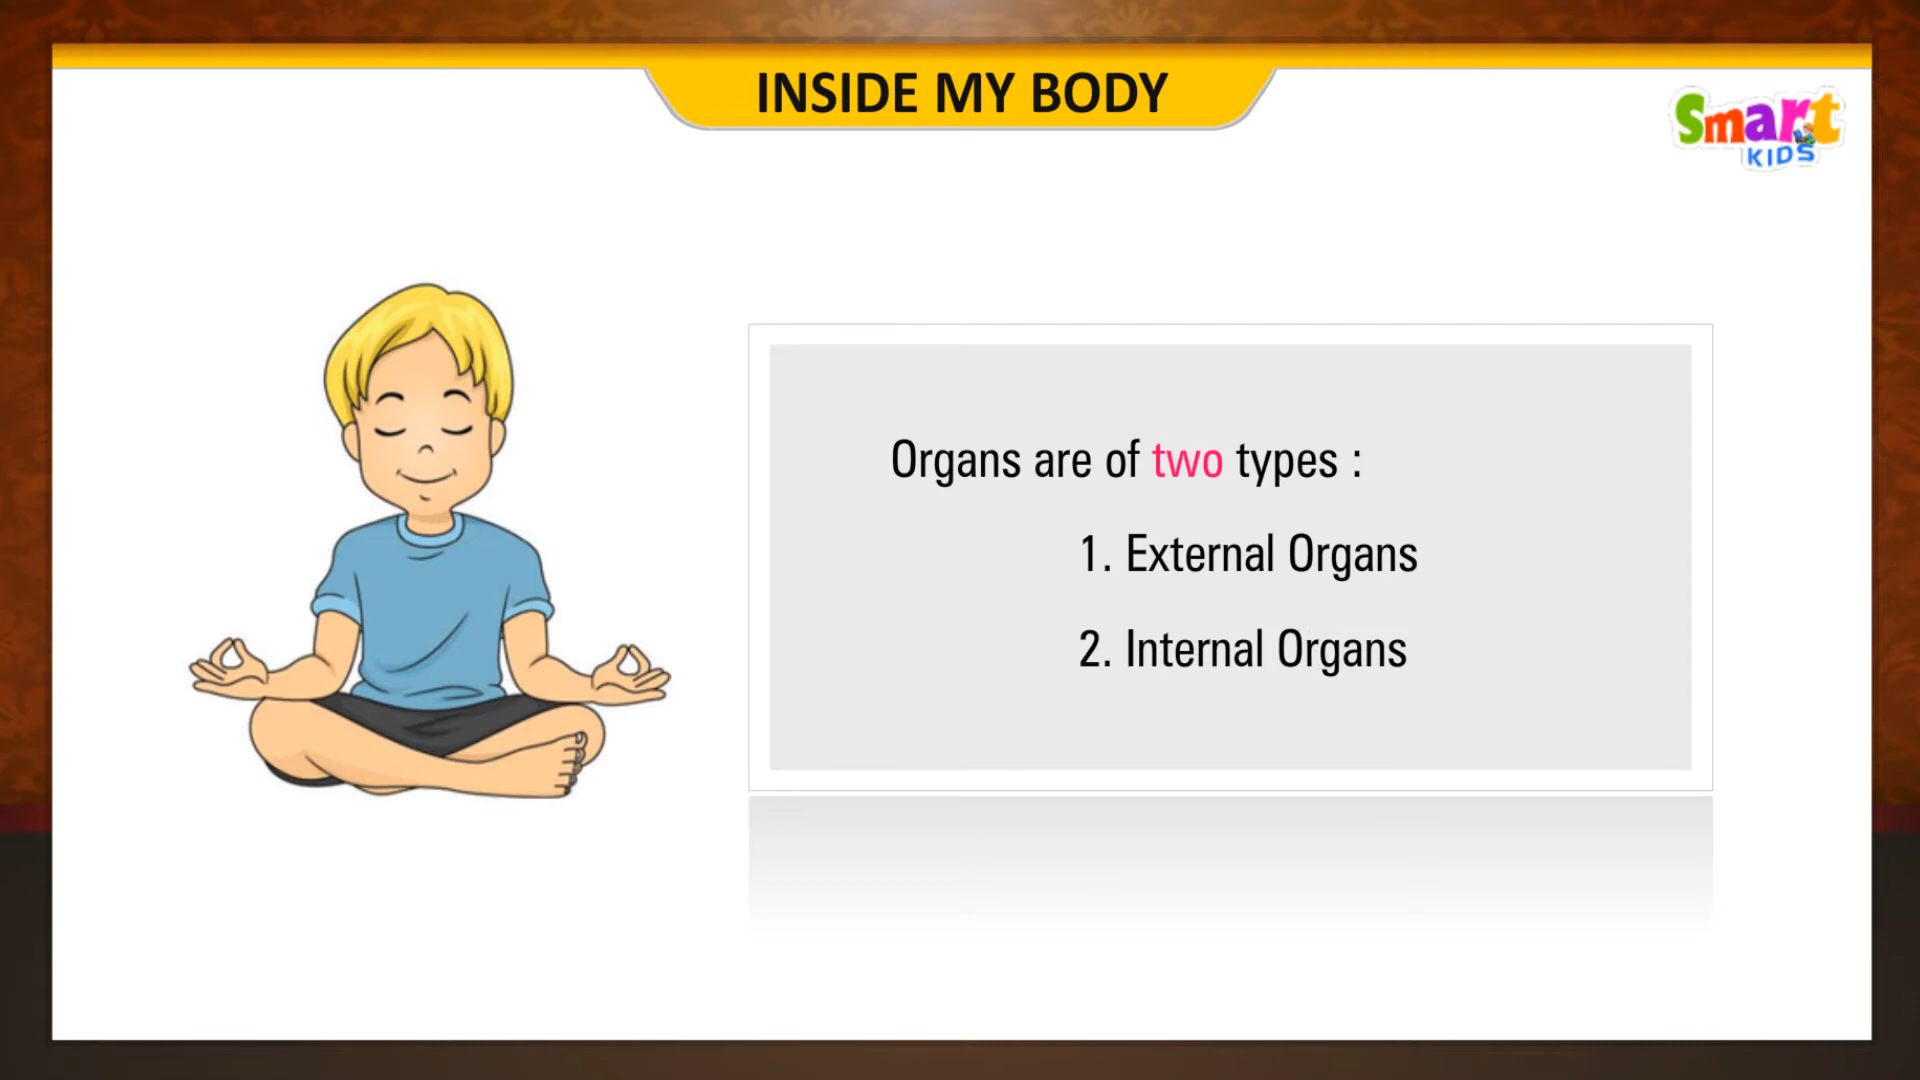 INSIDE MY BODY
Smart
KIDS
Organs are of two types :
1. External Organs
2. Internal Organs